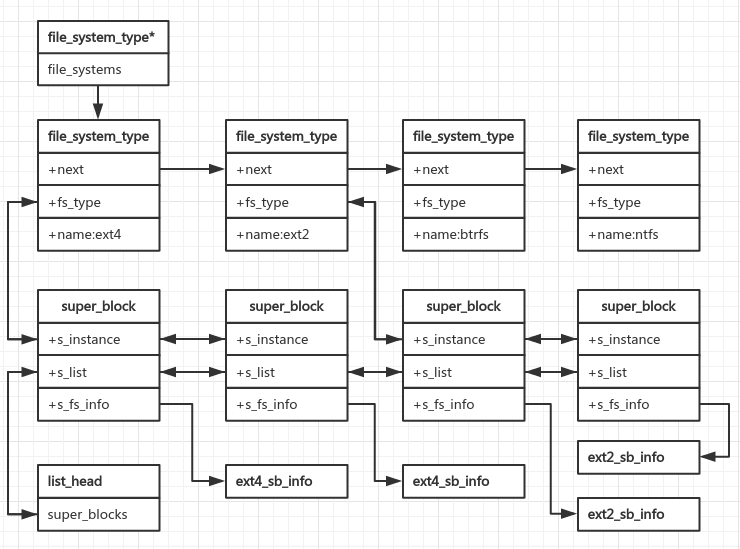 file_system_type*
file_systems
file_system_type
file_system_type
file_system_type
file_system_type
+next
+next
+next
+next
+fs_type
+fs_type
+fs_type
+fs_type
+name:ext4
+name:ext2
+name:btrfs
+name:ntfs
super_block
super_block
super_block
super_block
+s_instance
+s_instance
+s_instance
+s_instance
+s_list
+s_list
+s_list
+s_list
+s_fs_info
+s_fs_info
+s_fs_info
+s_fs_info
ext2_sb_info
list_head
ext4_sb_info
ext4_sb_info
super_blocks
ext2_sb_info